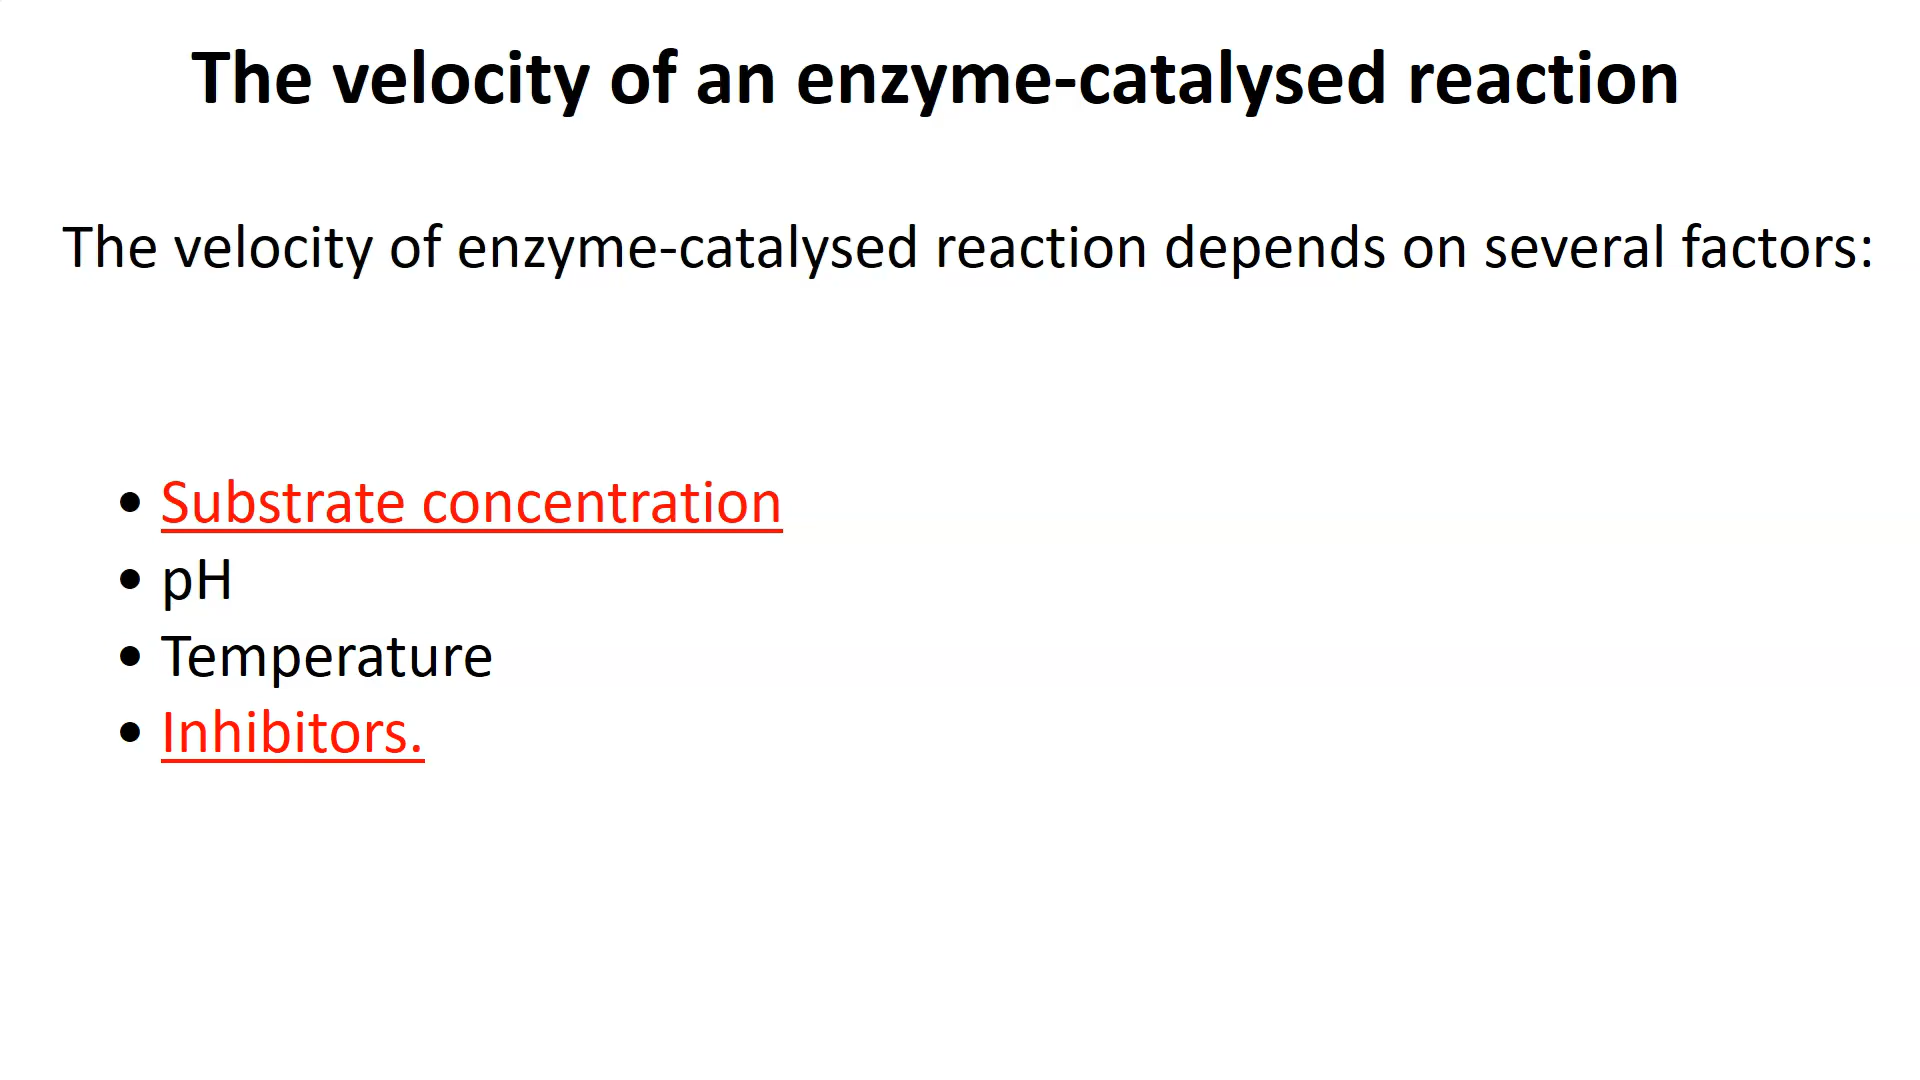 The velocity of an enzyme-catalysed reaction
The velocity of enzyme-catalysed reaction depends on several factors:
• Substrate concentration
• pH
• Temperature
• Inhibitors.